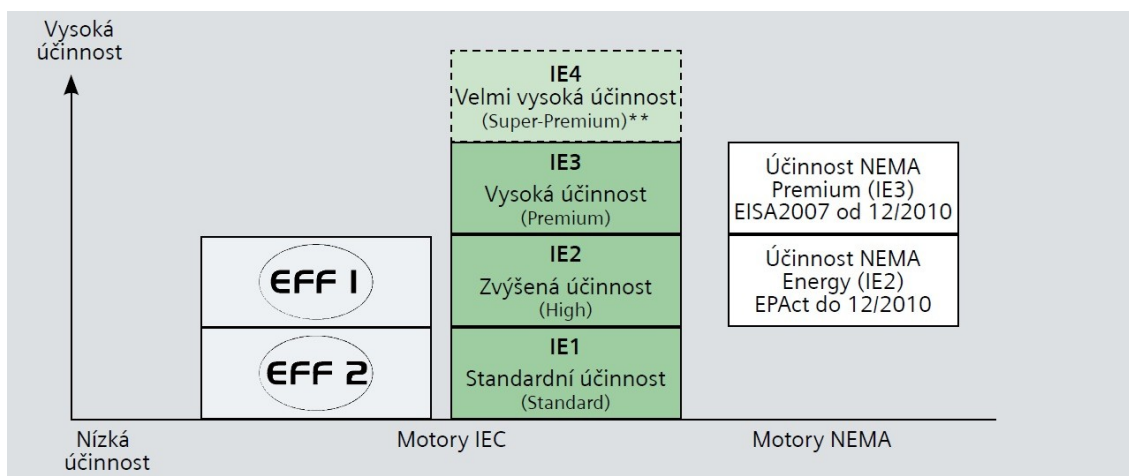 Vysoká
účinnost
IE4
Velmi vysoká účinnost
(Super-Premium)**
IE3
Vysoká účinnost
(Premium)
Účinnost NEMA
Premium (IE3)
EISA2007 od 12/2010
EFF 1
IE2
Zvýšená účinnost
(High)
Účinnost NEMA
Energy (IE2)
EPAct do 12/2010
EFF 2
IE1
Standardní účinnost
(Standard)
Nízká
účinnost
Motory IEC
Motory NEMA